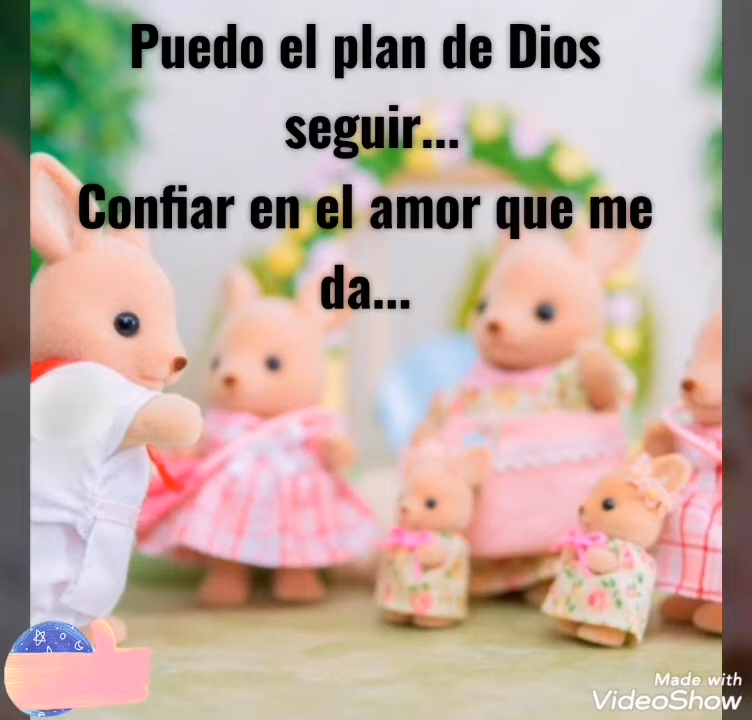 Puedo el plan de Dios
seguir...
Confiar en el amor que me
da...
Made with
VideoShow